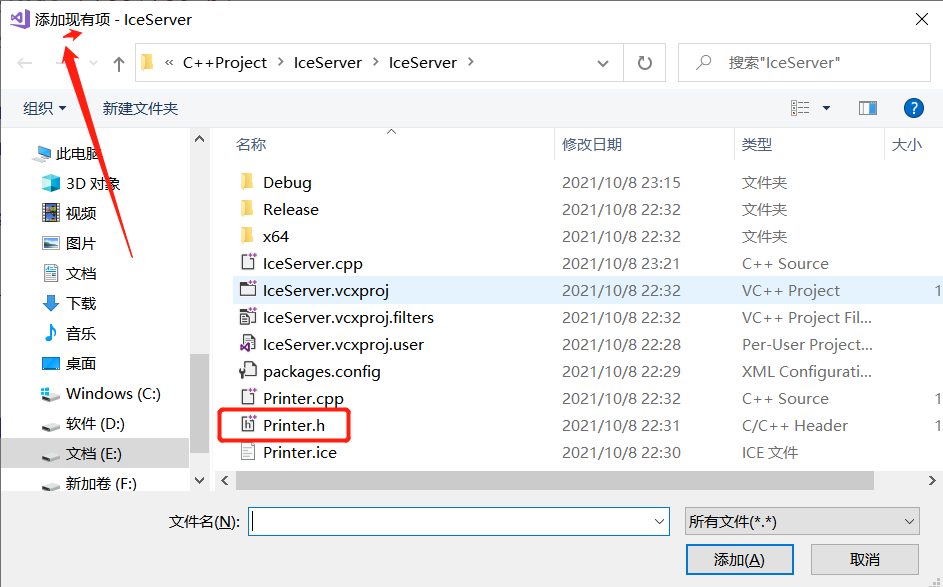 添加现有项 - IceServer
« C++Project > IceServer > IceServer >
搜索"IceServer"
组织
新建文件夹
此电脑
3D 对象
视频
图片
文档
下载
音乐
桌面
Windows (C:)
软件 (D:)
文档 (E:)
新加卷 (F:)
名称 修改日期 类型 大小
Debug 2021/10/8 23:15 文件夹
Release 2021/10/8 22:32 文件夹
x64 2021/10/8 22:32 文件夹
IceServer.cpp 2021/10/8 23:21 C++ Source
IceServer.vcxproj 2021/10/8 22:32 VC++ Project 1
IceServer.vcxproj.filters 2021/10/8 22:32 VC++ Project Fil...
IceServer.vcxproj.user 2021/10/8 22:28 Per-User Project...
packages.config 2021/10/8 22:29 XML Configurati...
Printer.cpp 2021/10/8 22:32 C++ Source 1
Printer.h 2021/10/8 22:31 C/C++ Header 1
Printer.ice 2021/10/8 22:30 ICE 文件
文件名(N):
所有文件(*.*)
添加(A)
取消